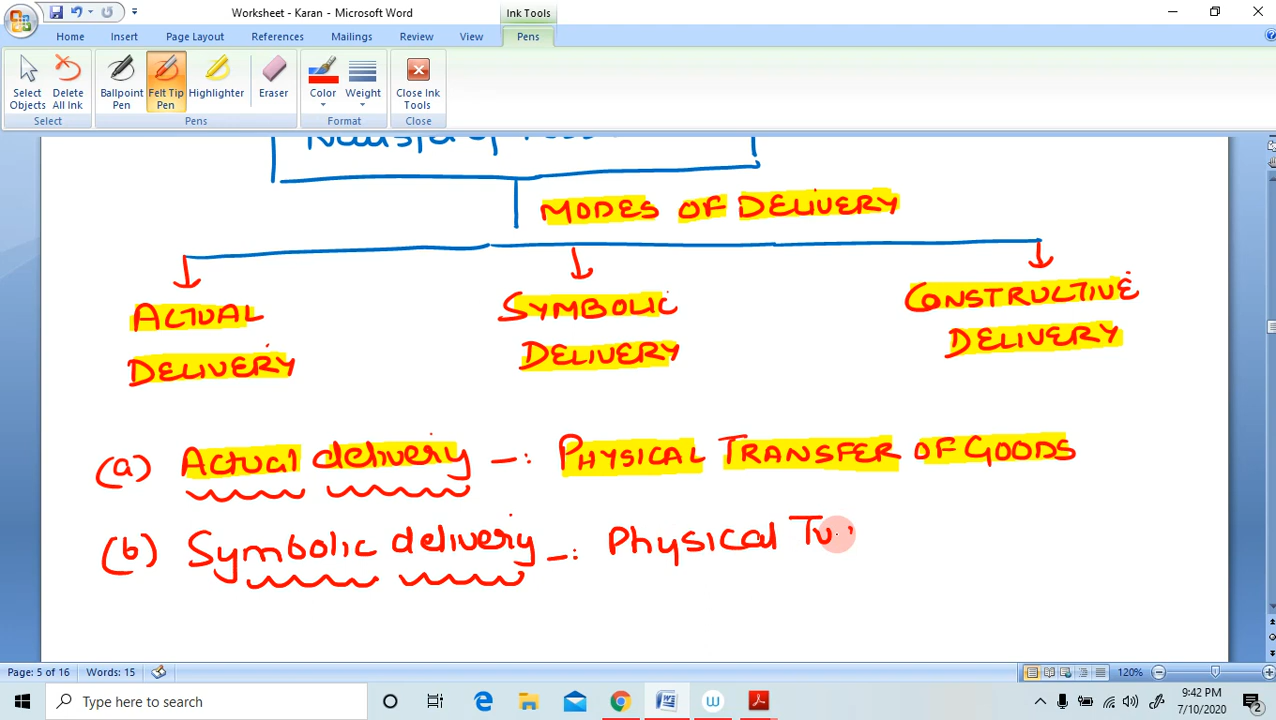 Worksheet - Karan - Microsoft Word
Ink Tools
Home Insert Page Layout References Mailings Review View Pens
Select Objects
Delete All Ink
Ballpoint Pen
Felt Tip Pen
Highlighter
Eraser
Color
Weight
Close Ink Tools
Select
Pens
Format
Close
MODES OF DELIVERY
ACTUAL DELIVERY
SYMBOLIC DELIVERY
CONSTRUCTIVE DELIVERY
(a) Actual delivery -: PHYSICAL TRANSFER OF GOODS
(b) Symbolic delivery -: Physical
Page: 5 of 16 Words: 15 120%
Type here to search
9:42 PM
7/10/2020
2